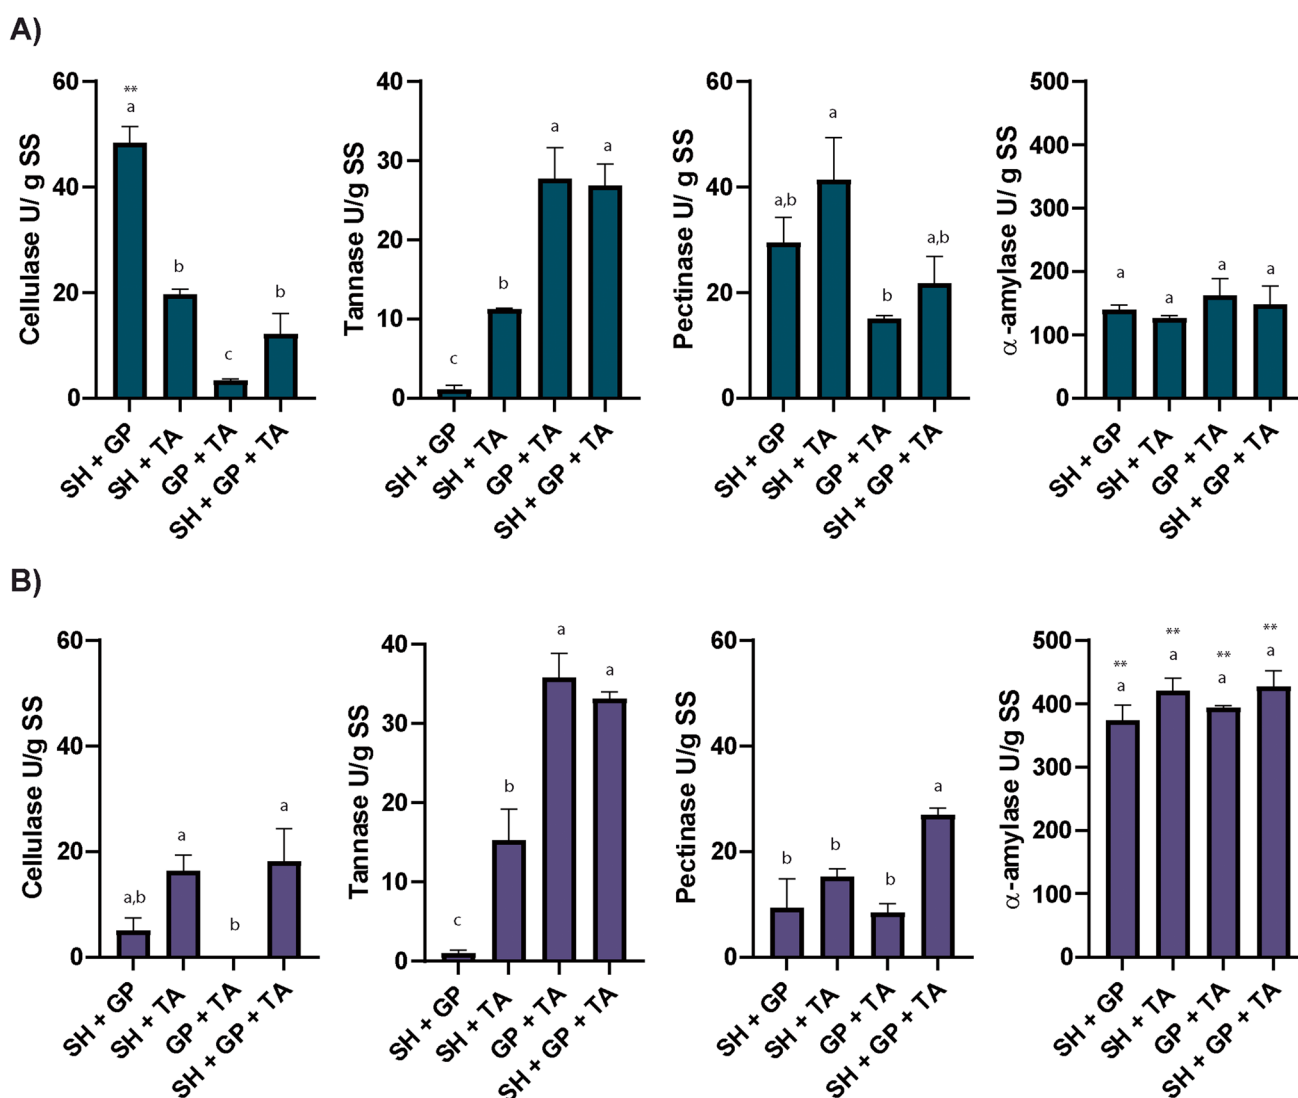 A)
Cellulase U/ g SS
60
40
20
0
**
a
b
c
b
SH + GP
SH + TA
GP + TA
SH + GP + TA
Tannase U/g SS
40
30
20
10
0
c
b
a
a
SH + GP
SH + TA
GP + TA
SH + GP + TA
Pectinase U/ g SS
60
40
20
0
a,b
a
b
a,b
SH + GP
SH + TA
GP + TA
SH + GP + TA
α-amylase U/ g SS
500
400
300
200
100
0
a
a
a
a
SH + GP
SH + TA
GP + TA
SH + GP + TA
B)
Cellulase U/g SS
60
40
20
0
a,b
a
b
a
SH + GP
SH + TA
GP + TA
SH + GP + TA
Tannase U/g SS
40
30
20
10
0
c
b
a
a
SH + GP
SH + TA
GP + TA
SH + GP + TA
Pectinase U/g SS
60
40
20
0
b
b
b
a
SH + GP
SH + TA
GP + TA
SH + GP + TA
α-amylase U/g SS
500
400
300
200
100
0
**
a
**
a
**
a
**
a
SH + GP
SH + TA
GP + TA
SH + GP + TA